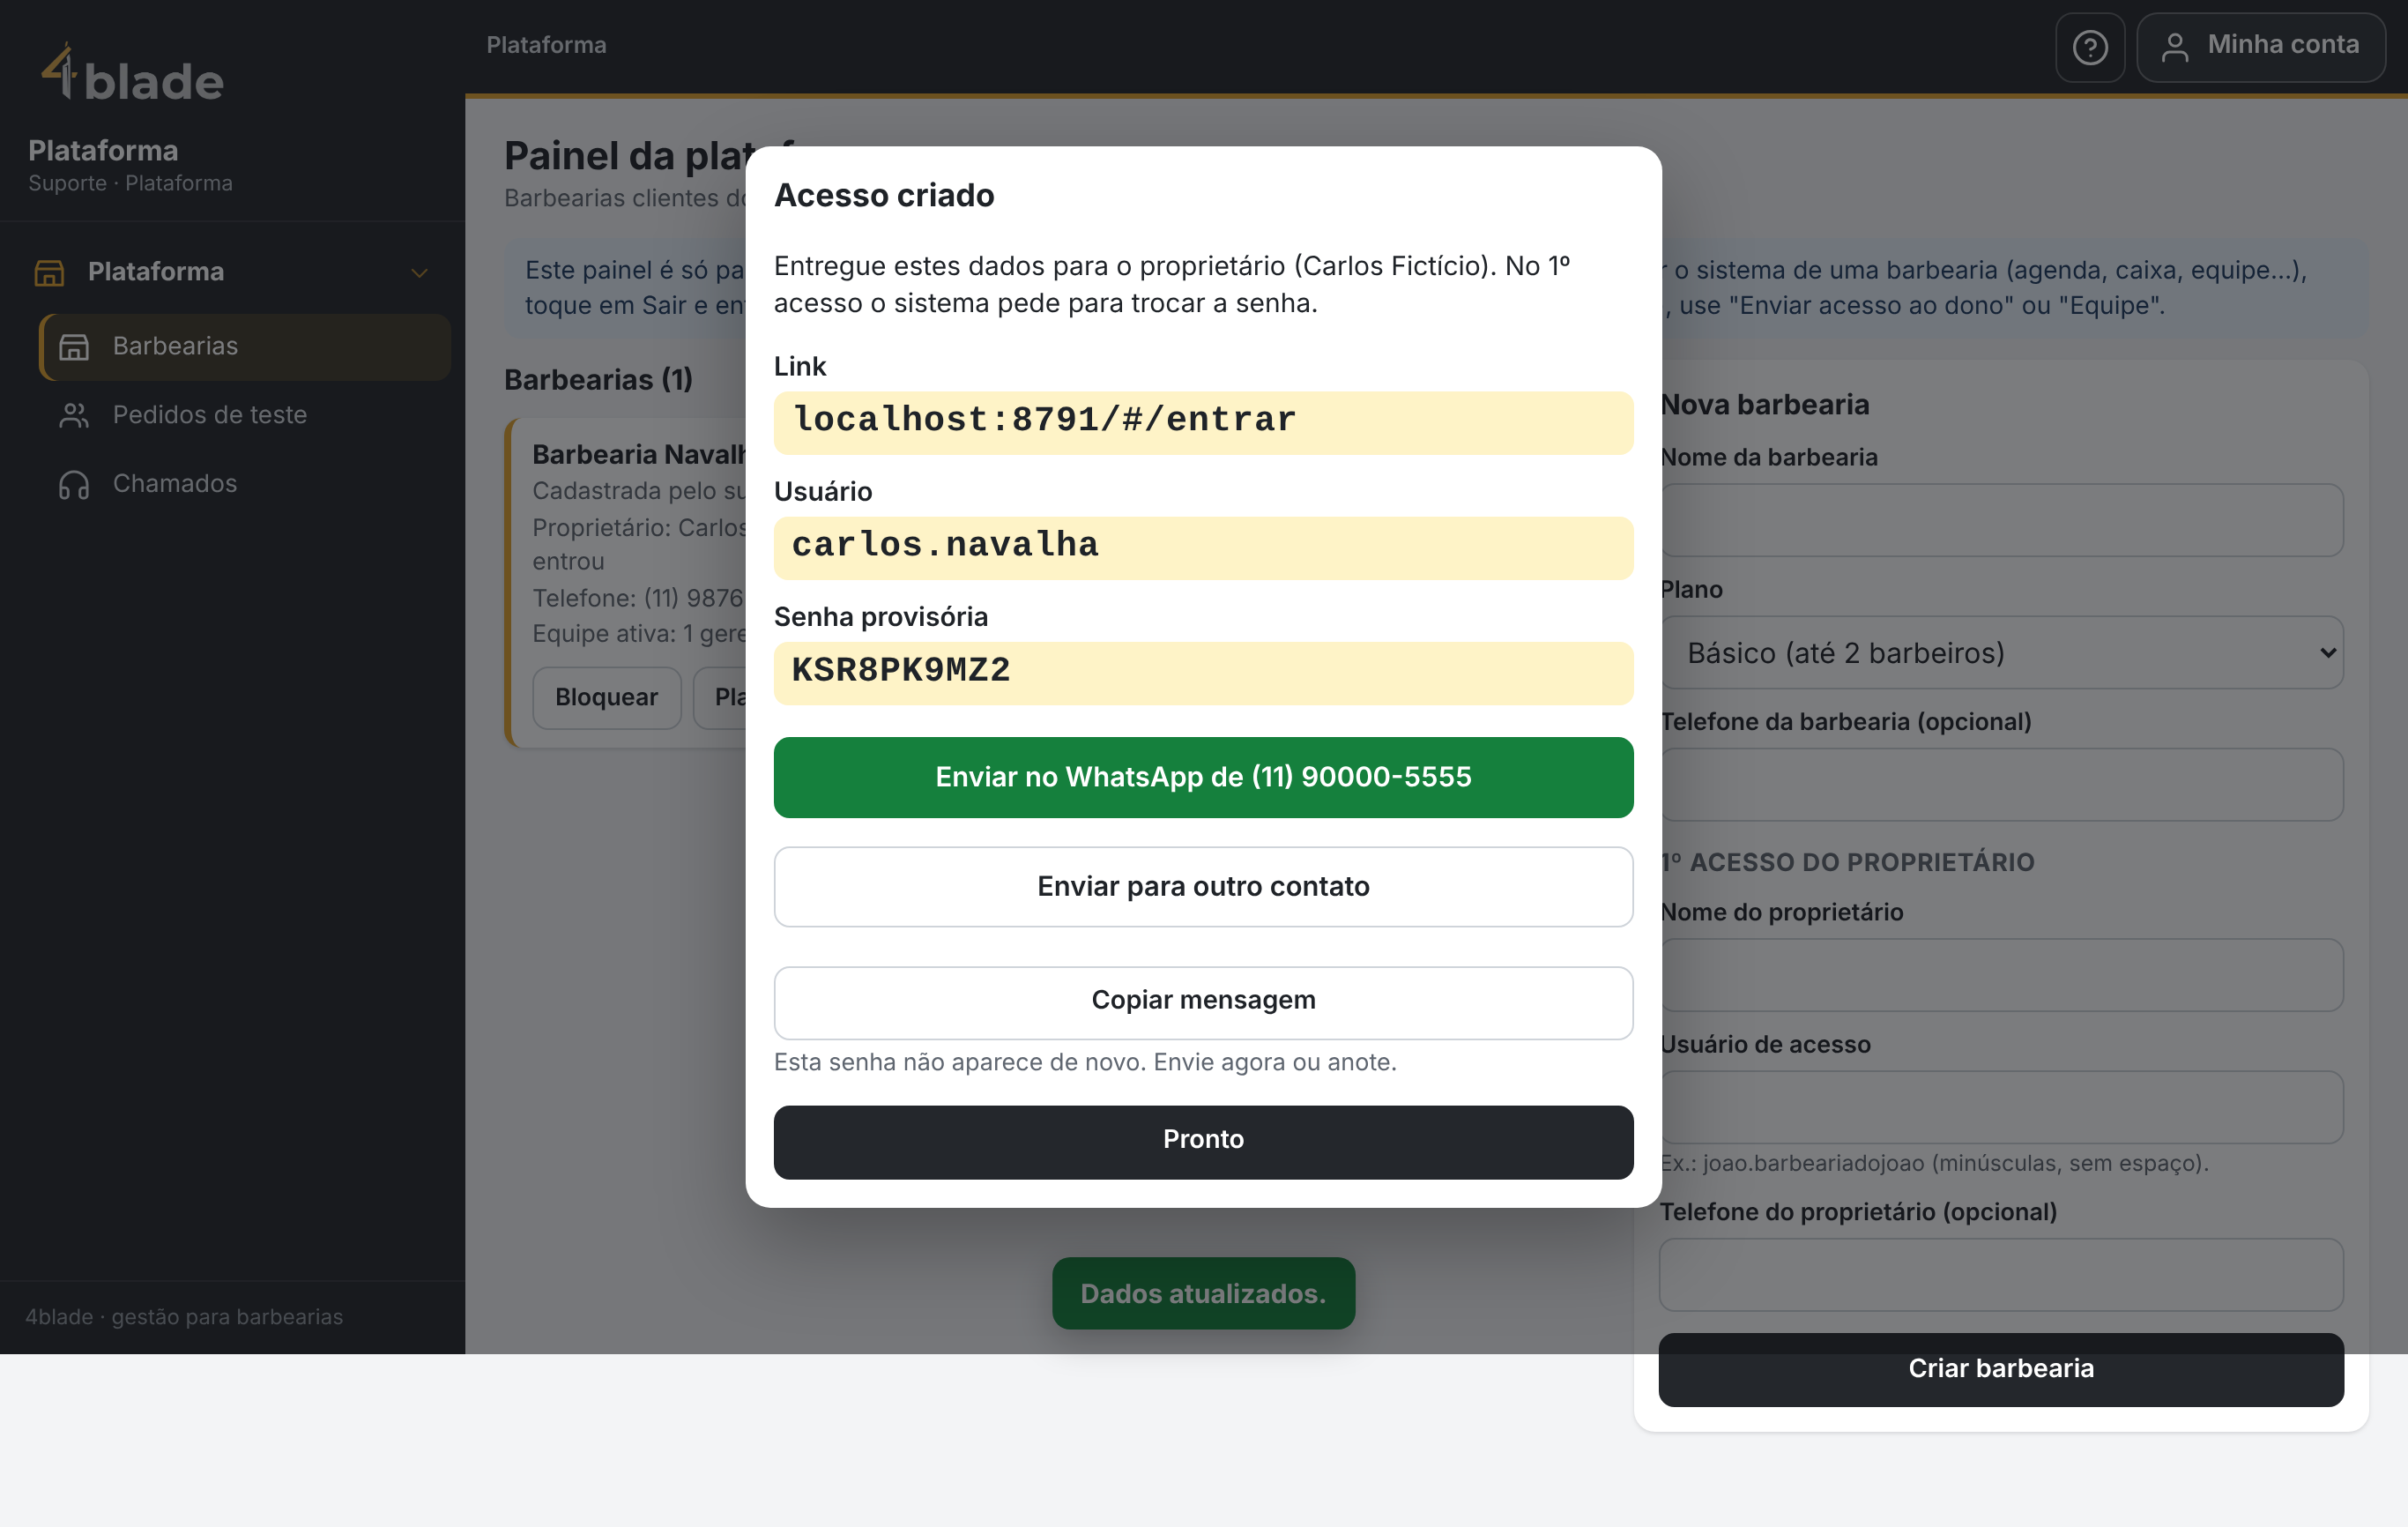 4blade
Plataforma
Suporte · Plataforma
Plataforma
Barbearias
Pedidos de teste
Chamados
4blade · gestão para barbearias
Plataforma
Minha conta
Painel da
Barbearias clientes
Este painel é só
toque em Sair e
o sistema de uma barbearia (agenda, caixa, equipe...),
, use "Enviar acesso ao dono" ou "Equipe".
Barbearias (1)
Barbearia
Cadastrada pelo
Proprietário: Carlos
entrou
Telefone: (11) 9876
Equipe ativa: 1
Bloquear
Acesso criado
Entregue estes dados para o proprietário (Carlos Fictício). No 1º
acesso o sistema pede para trocar a senha.
Link
localhost:8791/#/entrar
Usuário
carlos.navalha
Senha provisória
KSR8PK9MZ2
Enviar no WhatsApp de (11) 90000-5555
Enviar para outro contato
Copiar mensagem
Esta senha não aparece de novo. Envie agora ou anote.
Pronto
Dados atualizados.
Nova barbearia
Nome da barbearia
Plano
Básico (até 2 barbeiros)
Telefone da barbearia (opcional)
1º ACESSO DO PROPRIETÁRIO
Nome do proprietário
Usuário de acesso
Ex.: joao.barbeariadojoao (minúsculas, sem espaço).
Telefone do proprietário (opcional)
Criar barbearia